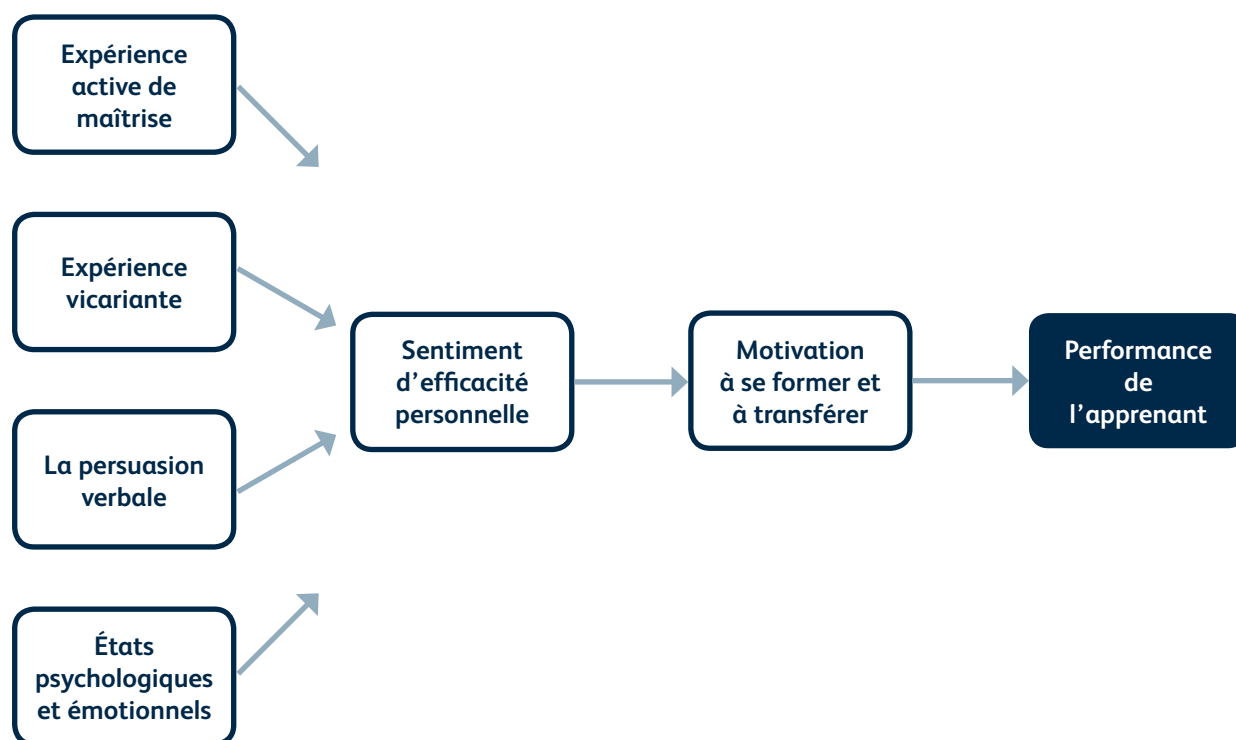 Expérience
active de
maîtrise
Expérience
vicariante
La persuasion
verbale
États
psychologiques
et émotionnels
Sentiment
d’efficacité
personnelle
Motivation
à se former et
à transférer
Performance
de
l’apprenant